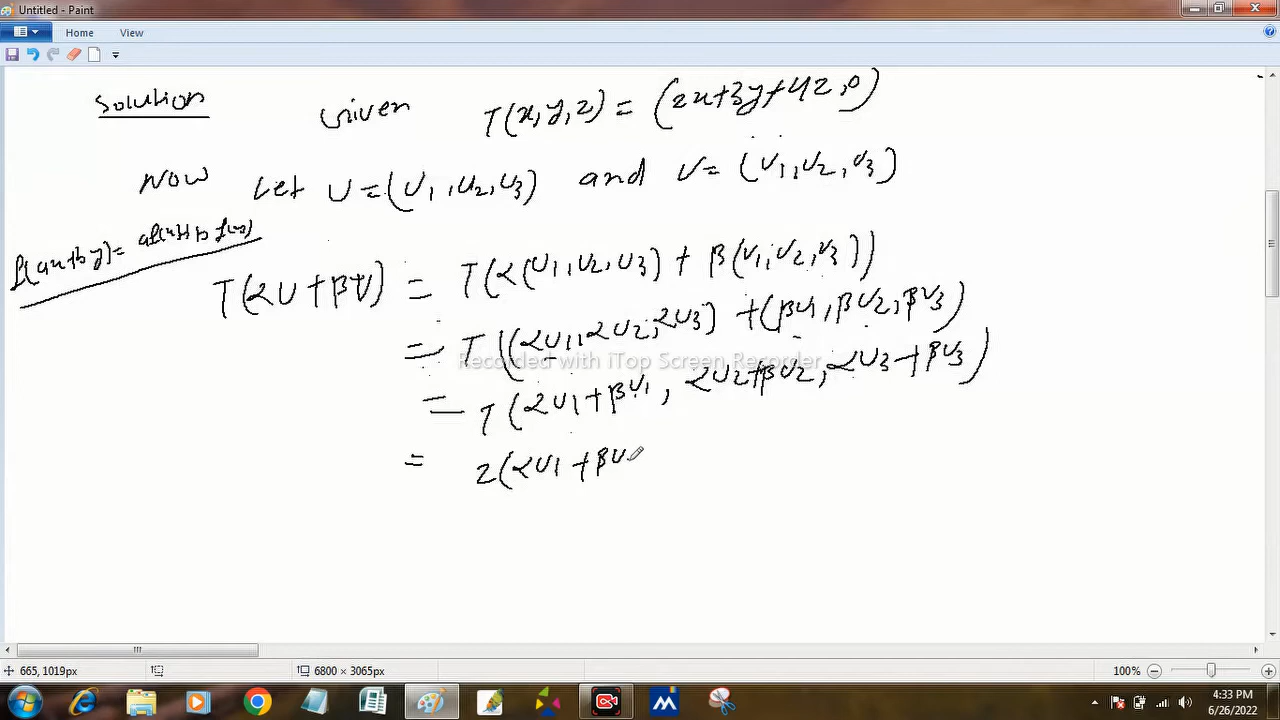 Untitled - Paint
Home View
Solution Given T(x,y,z) = (2x+3y+4z,0)
Now Let U = (U1,U2,U3) and V = (V1,V2,V3)
f(ax+by) = af(x)+b f(y)
T(αU+βV) = T(α(U1,U2,U3) + β(V1,V2,V3))
= T((αU1,αU2,αU3) + (βV1,βV2,βV3)
Recorded with iTop Screen Recorder
= T(αU1+βV1, αU2+βV2, αU3+βV3)
= 2(αU1+βV
665, 1019px 6800 × 3065px 100%
4:33 PM
6/26/2022